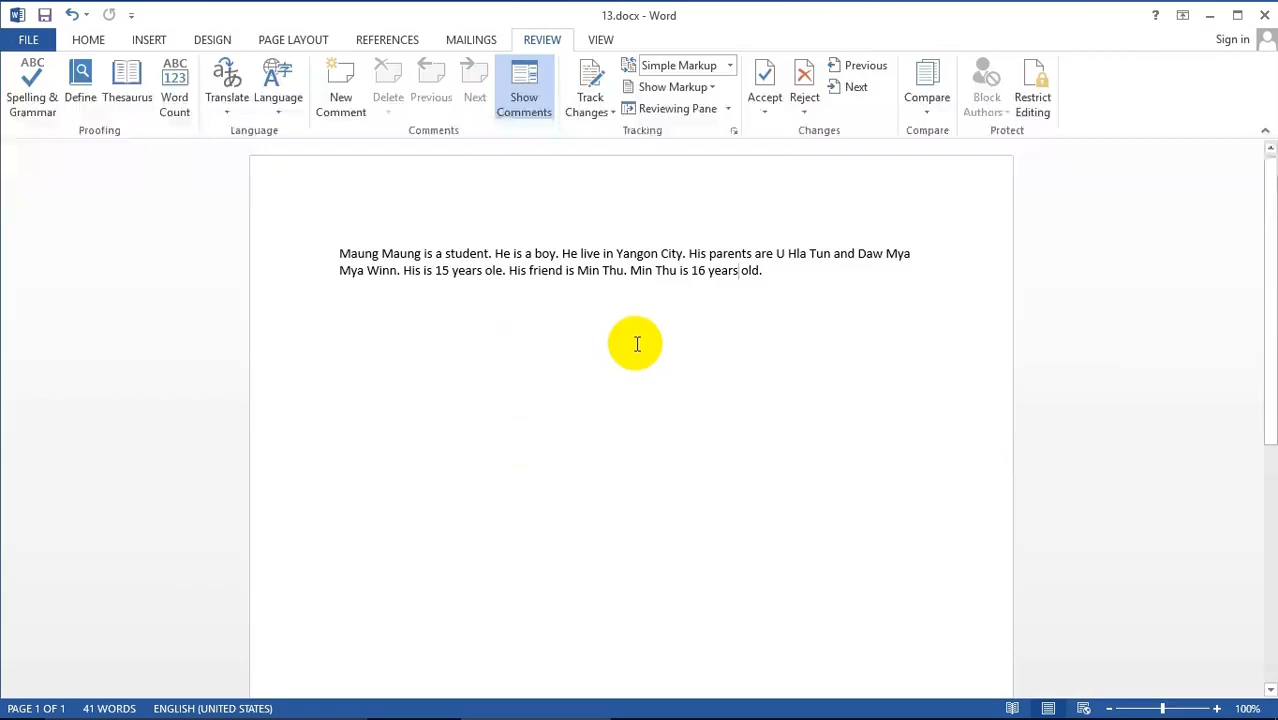 13.docx - Word
FILE HOME INSERT DESIGN PAGE LAYOUT REFERENCES MAILINGS REVIEW VIEW Sign in
ABC Spelling & Grammar
Define
Thesaurus
ABC 123 Word Count
Proofing
Translate
Language
Language
New Comment
Delete
Previous
Next
Show Comments
Comments
Track Changes
Simple Markup
Show Markup
Reviewing Pane
Tracking
Accept
Reject
Previous
Next
Changes
Compare
Compare
Block Authors
Restrict Editing
Protect
Maung Maung is a student. He is a boy. He live in Yangon City. His parents are U Hla Tun and Daw Mya
Mya Winn. His is 15 years ole. His friend is Min Thu. Min Thu is 16 years old.
PAGE 1 OF 1 41 WORDS ENGLISH (UNITED STATES) 100%